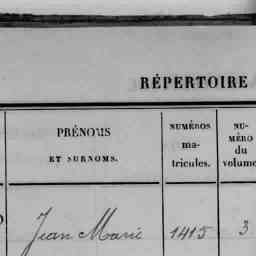 RÉPERTOIRE
PRÉNOMS
ET SURNOMS.
NUMÉROS
ma-
tricules.
NU-
MÉRO
du
volume
Jean Marie 1415 3